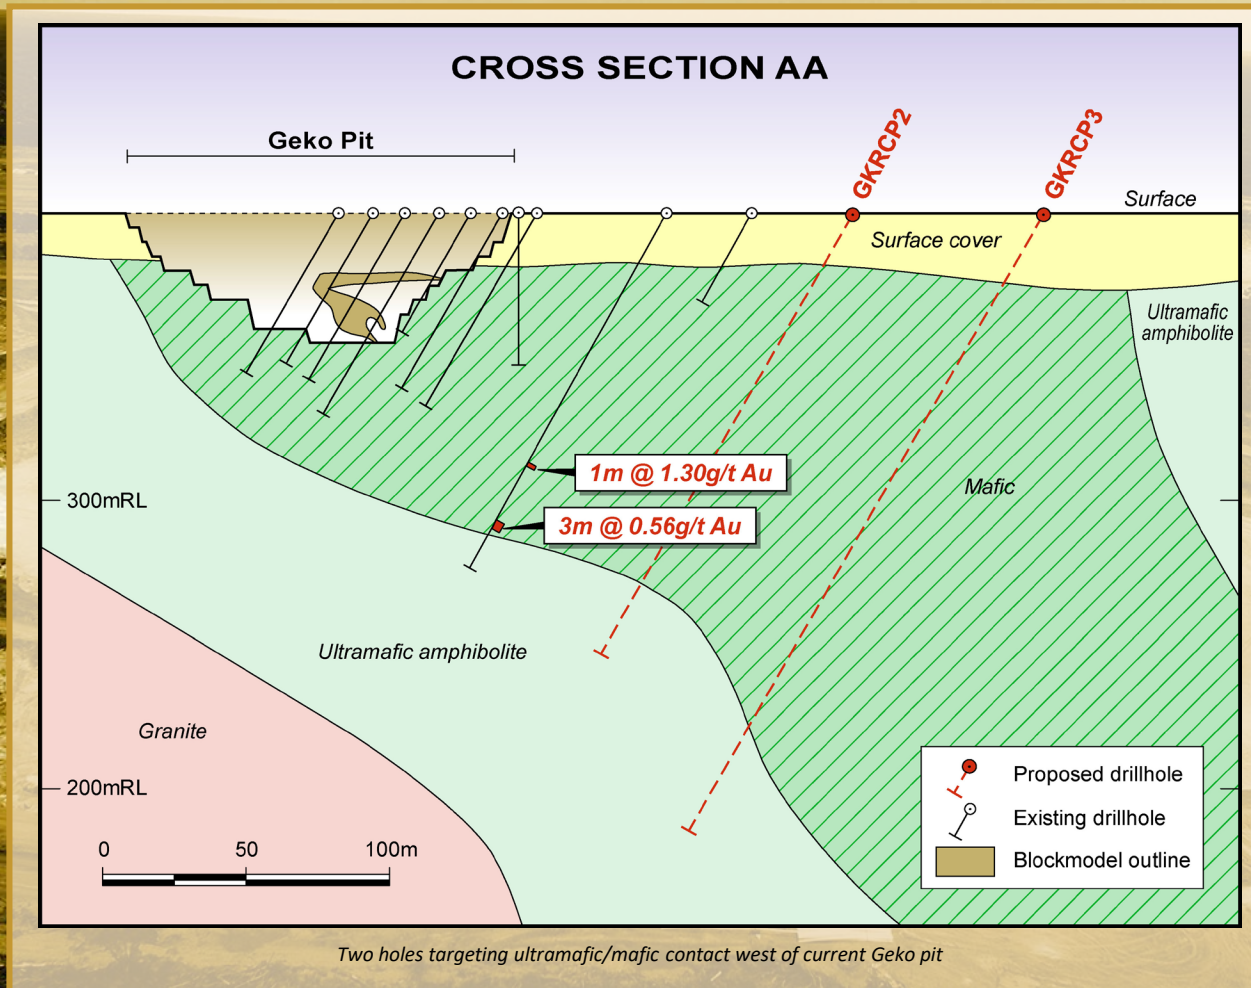 CROSS SECTION AA
Geko Pit
GKRCP2
GKRCP3
Surface
Surface cover
Ultramafic
amphibolite
1m @ 1.30g/t Au
Mafic
300mRL
3m @ 0.56g/t Au
Ultramafic amphibolite
Granite
200mRL
0 50 100m
Proposed drillhole
Existing drillhole
Blockmodel outline
Two holes targeting ultramafic/mafic contact west of current Geko pit